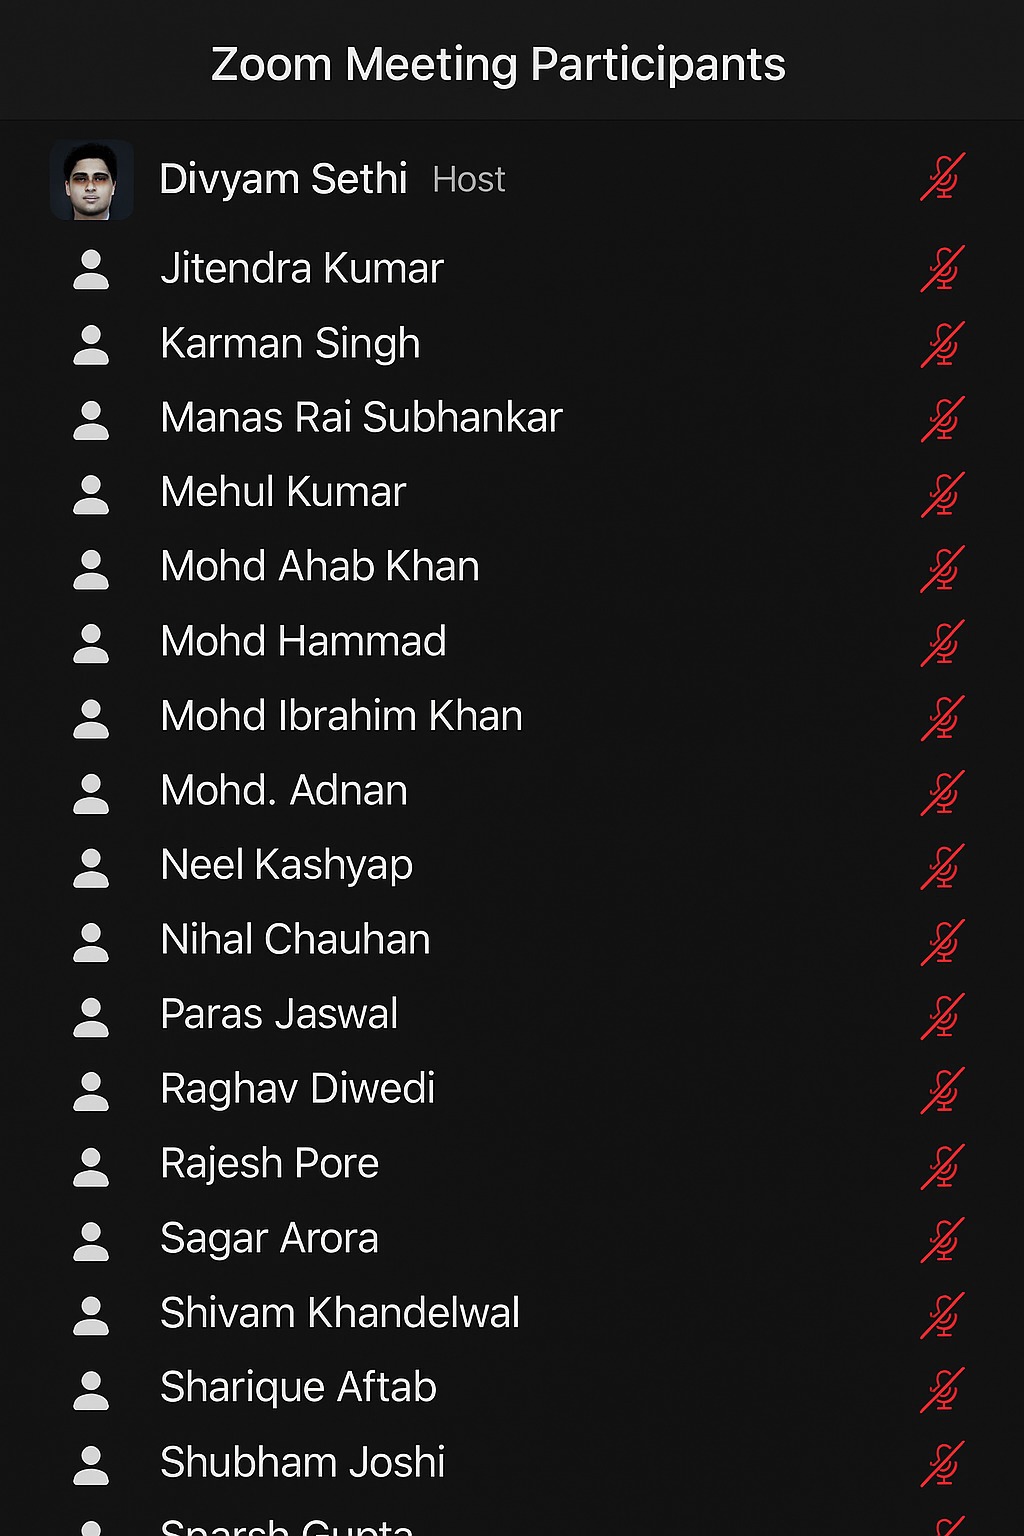 Zoom Meeting Participants
Divyam Sethi Host
Jitendra Kumar
Karman Singh
Manas Rai Subhankar
Mehul Kumar
Mohd Ahab Khan
Mohd Hammad
Mohd Ibrahim Khan
Mohd. Adnan
Neel Kashyap
Nihal Chauhan
Paras Jaswal
Raghav Diwedi
Rajesh Pore
Sagar Arora
Shivam Khandelwal
Sharique Aftab
Shubham Joshi
Sparsh Gupta